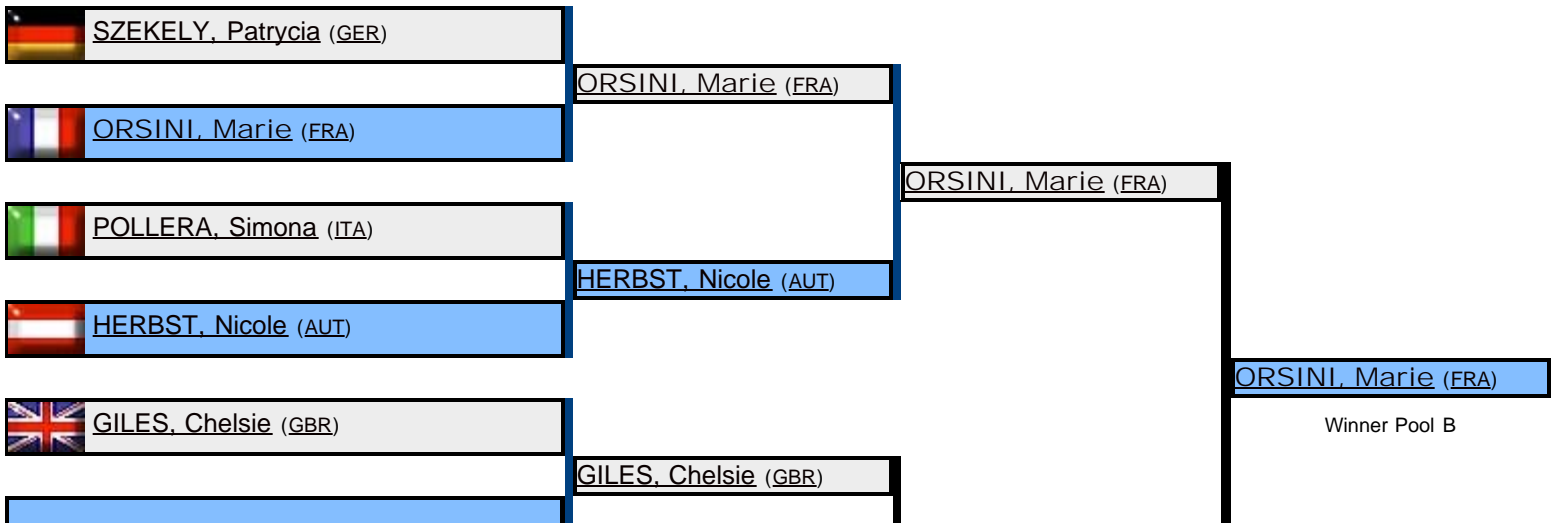 SZEKELY, Patrycia (GER)
ORSINI, Marie (FRA)
ORSINI, Marie (FRA)
ORSINI, Marie (FRA)
POLLERA, Simona (ITA)
HERBST, Nicole (AUT)
HERBST, Nicole (AUT)
ORSINI, Marie (FRA)
GILES, Chelsie (GBR)
Winner Pool B
GILES, Chelsie (GBR)